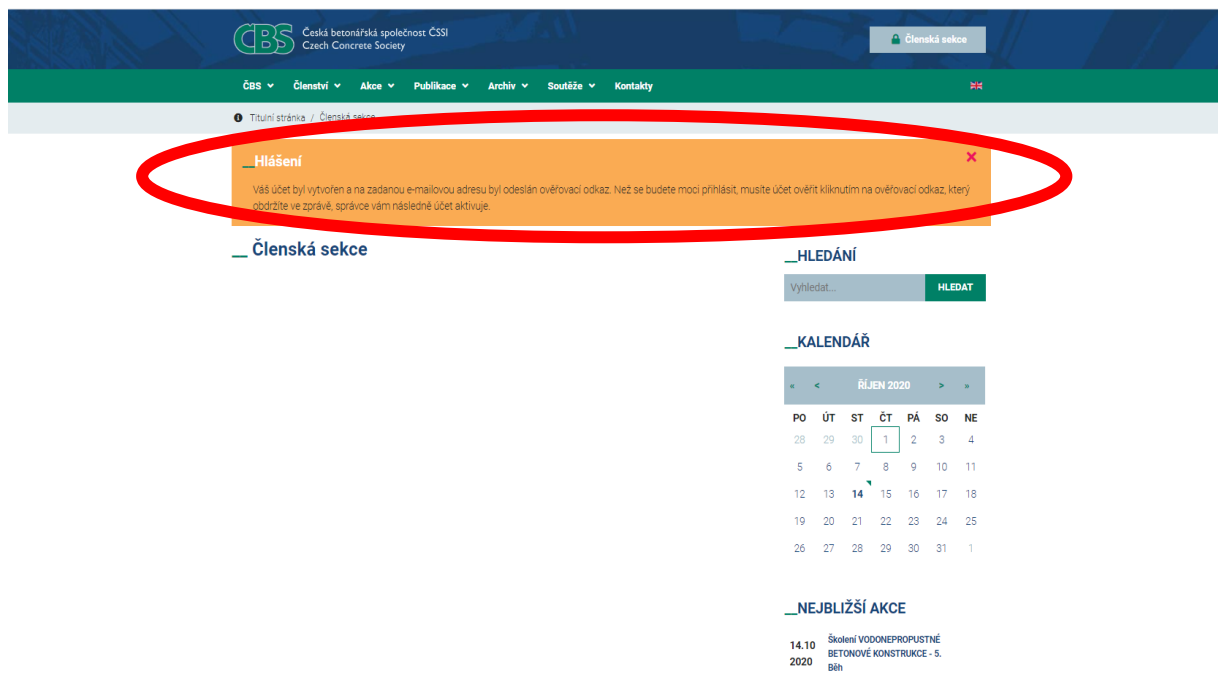 ČBS
Česká betonářská společnost ČSSI
Czech Concrete Society
Členská sekce
ČBS Členství Akce Publikace Archiv Soutěže Kontakty
Titulní stránka / Členská sekce
__Hlášení
Váš účet byl vytvořen a na zadanou e-mailovou adresu byl odeslán ověřovací odkaz. Než se budete moci přihlásit, musíte účet ověřit kliknutím na ověřovací odkaz, který
obdržíte ve zprávě, správce vám následně účet aktivuje.
__ Členská sekce
__HLEDÁNÍ
Vyhledat... HLEDAT
__KALENDÁŘ
« < ŘÍJEN 2020 > »
PO ÚT ST ČT PÁ SO NE
28 29 30 1 2 3 4
5 6 7 8 9 10 11
12 13 14 15 16 17 18
19 20 21 22 23 24 25
26 27 28 29 30 31 1
__NEJBLIŽŠÍ AKCE
14.10
2020
Školení VODONEPROPUSTNÉ
BETONOVÉ KONSTRUKCE - 5.
Běh